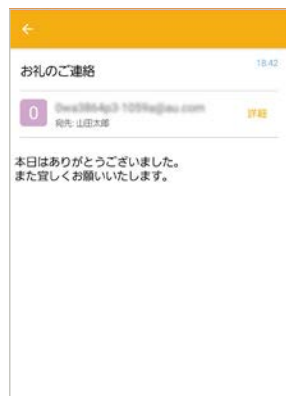 お礼のご連絡
18:42
0
宛先: 山田太郎
詳細
本日はありがとうございました。
また宜しくお願いいたします。